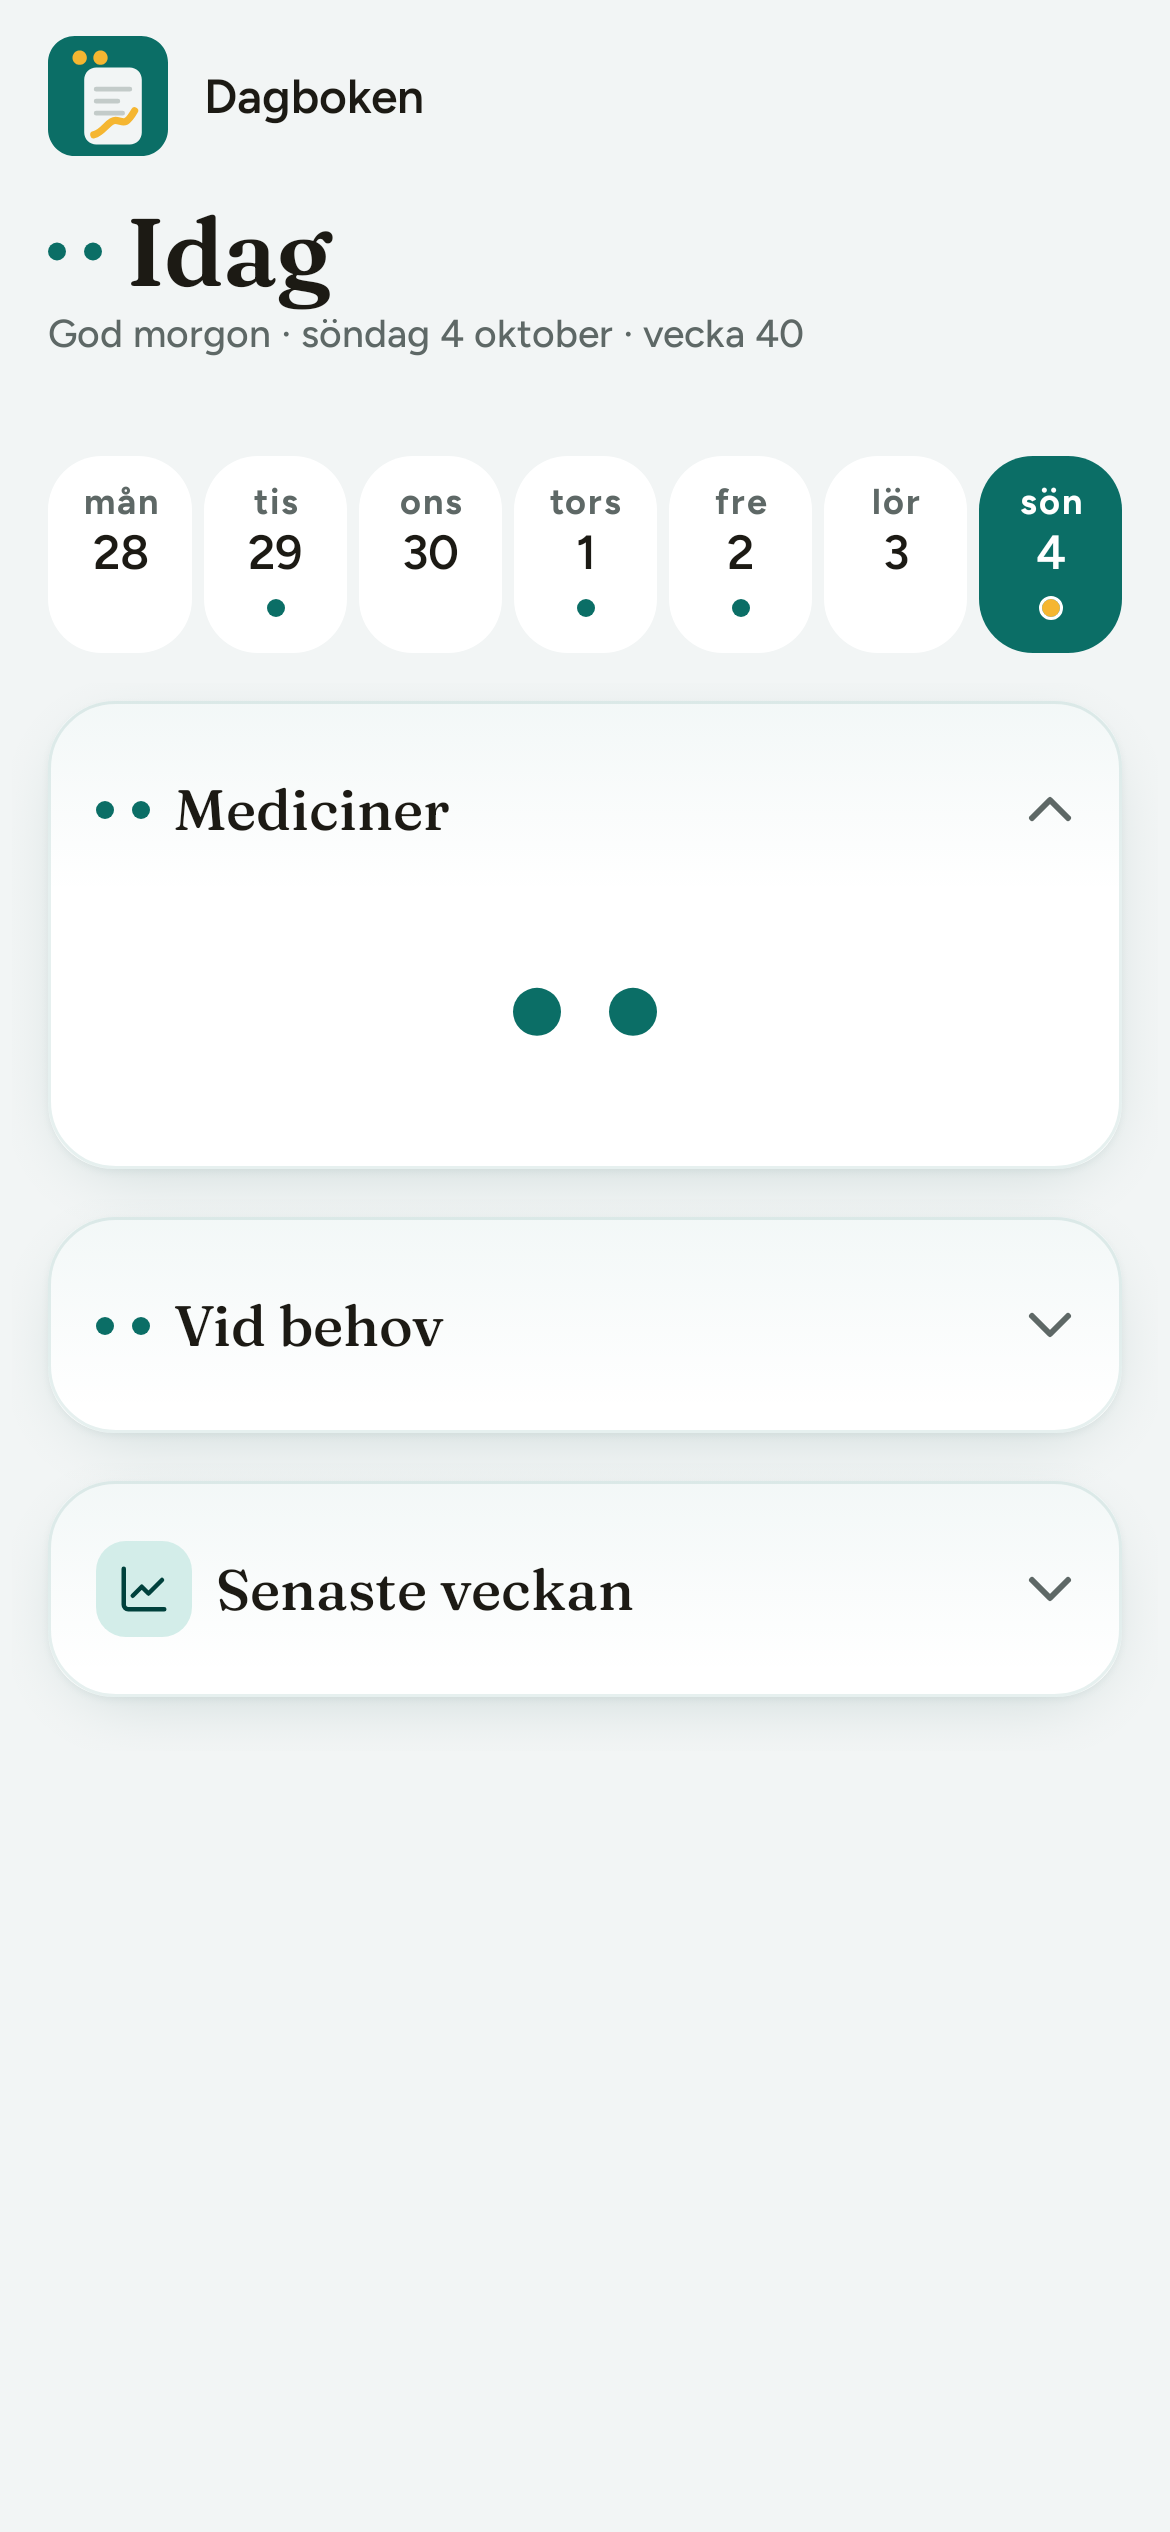 Dagboken
Idag
God morgon · söndag 4 oktober · vecka 40
mån tis ons tors fre lör sön
28 29 30 1 2 3 4
Mediciner
Vid behov
Senaste veckan